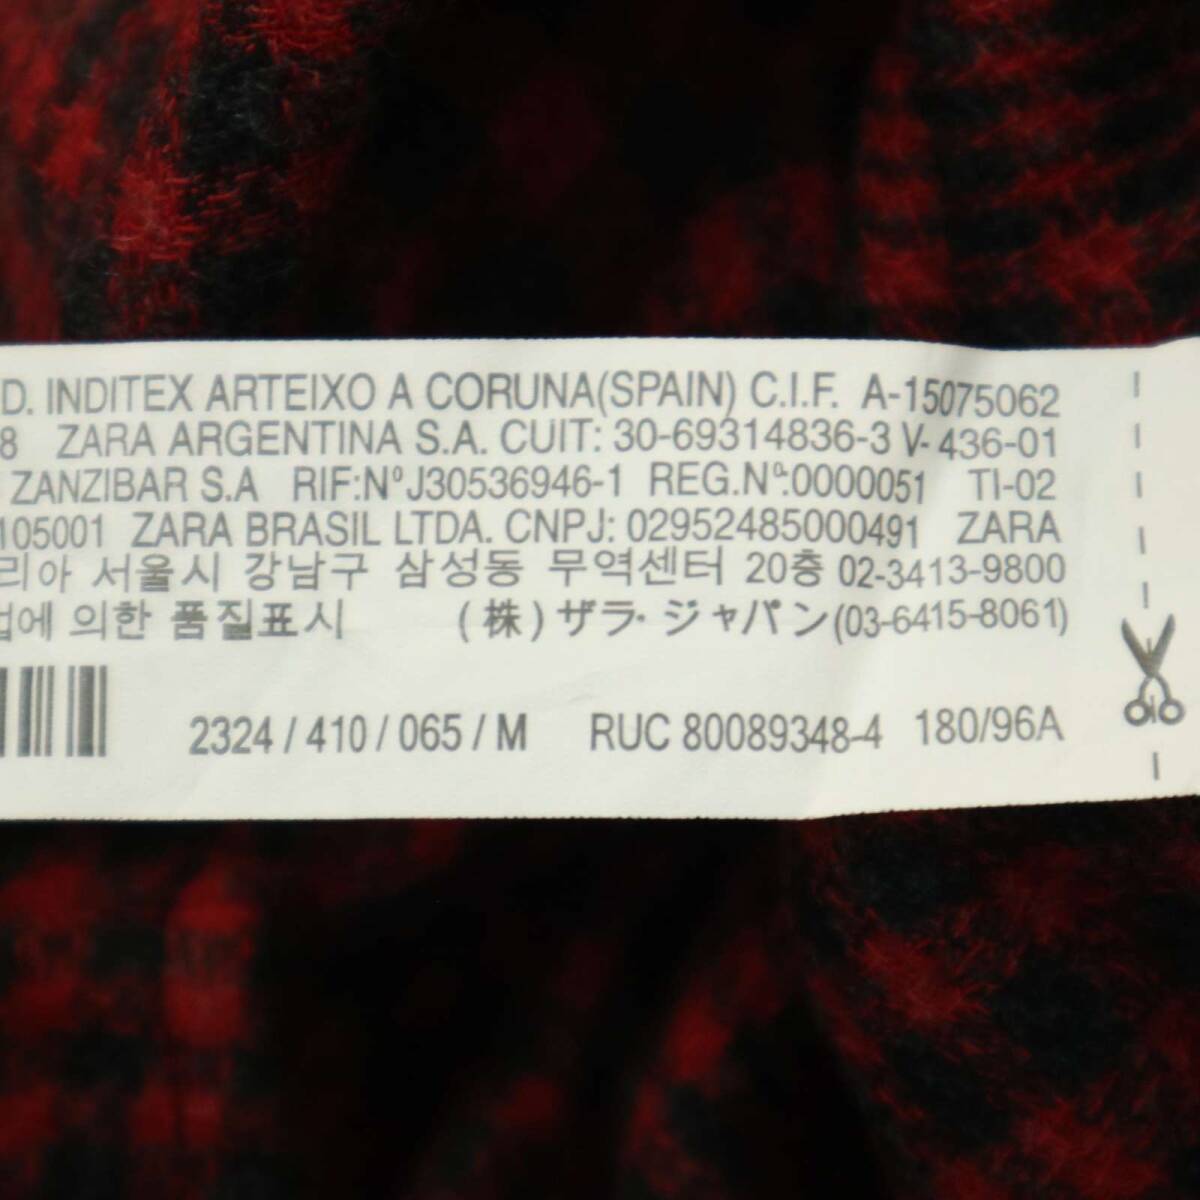 D. INDITEX ARTEIXO A CORUNA(SPAIN) C.I.F. A-15075062
8 ZARA ARGENTINA S.A. CUIT: 30-69314836-3 V-436-01
ZANZIBAR S.A RIF:Nº J30536946-1 REG.Nº:0000051 TI-02
105001 ZARA BRASIL LTDA. CNPJ: 02952485000491 ZARA
리아 서울시 강남구 삼성동 무역센터 20층 02-3413-9800
법에 의한 품질표시 (株)ザラ・ジャパン(03-6415-8061)
2324 / 410 / 065 / M RUC 80089348-4 180/96A